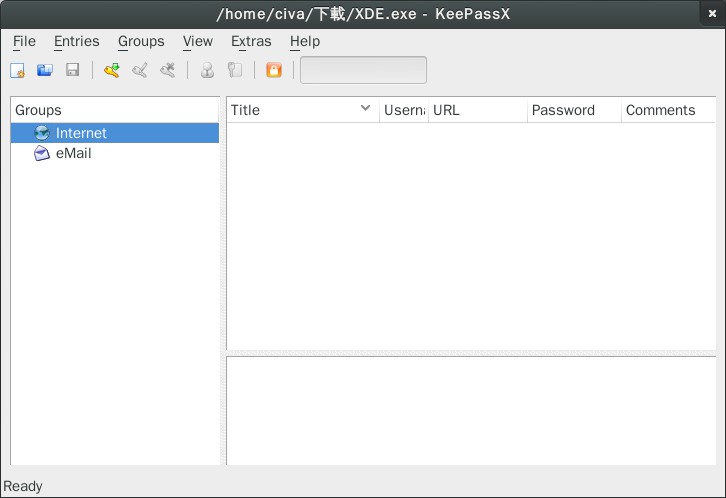 /home/civa/下載/XDE.exe - KeePassX
File Entries Groups View Extras Help
Groups
Internet
eMail
Title Usern URL Password Comments
Ready